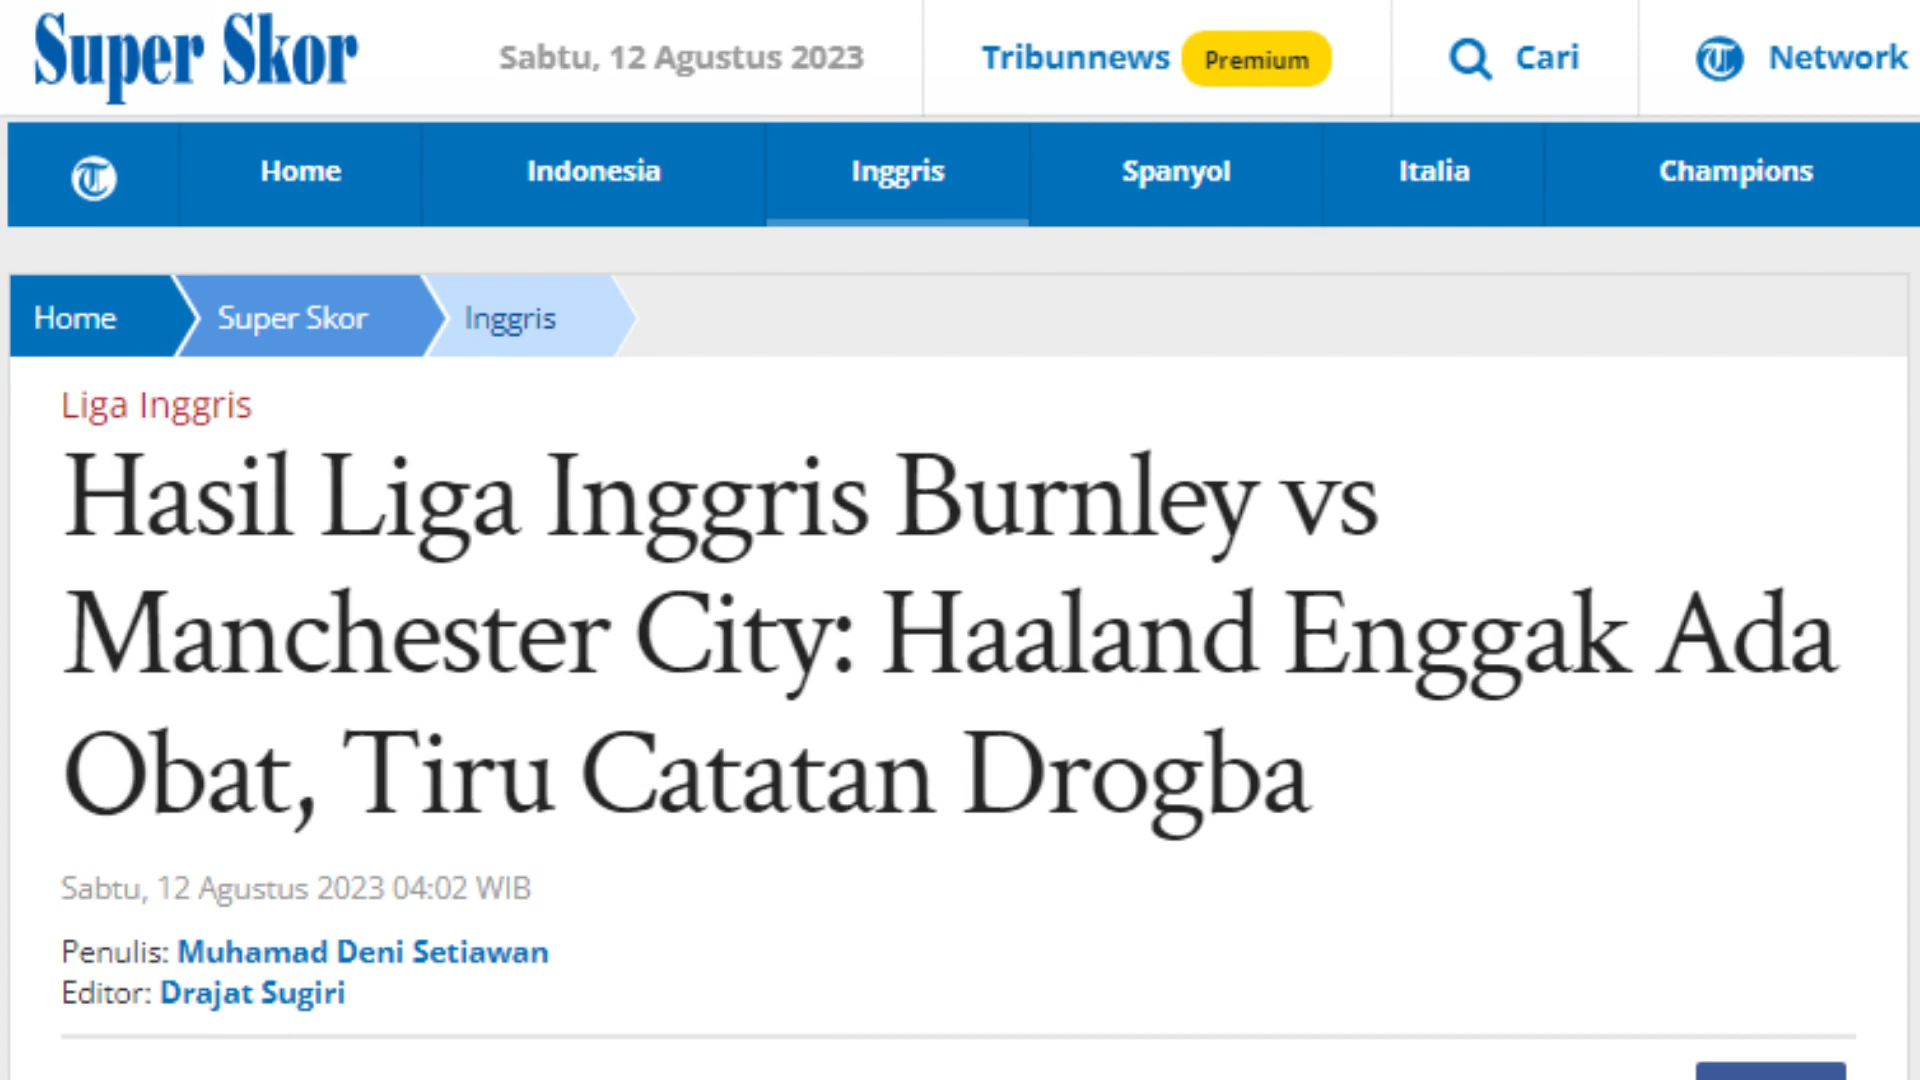 Super Skor
Sabtu, 12 Agustus 2023
Tribunnews Premium
Cari
Network
Home
Indonesia
Inggris
Spanyol
Italia
Champions
Home
Super Skor
Inggris
Liga Inggris
Hasil Liga Inggris Burnley vs
Manchester City: Haaland Enggak Ada
Obat, Tiru Catatan Drogba
Sabtu, 12 Agustus 2023 04:02 WIB
Penulis: Muhamad Deni Setiawan
Editor: Drajat Sugiri